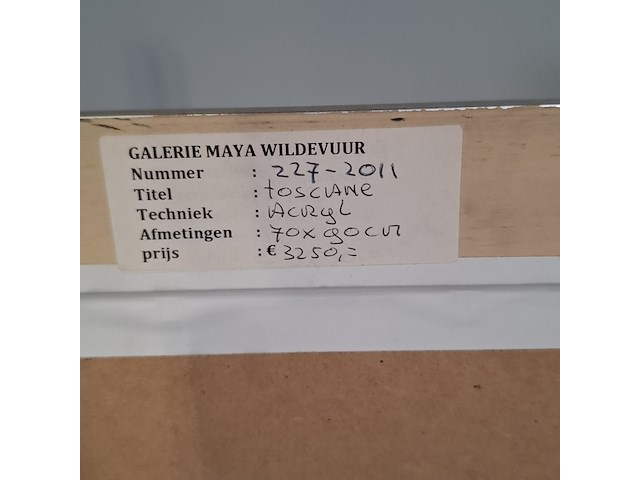 GALERIE MAYA WILDEVUUR
Nummer : 227-2011
Titel : toscane
Techniek : Acryl
Afmetingen : 70x90cm
prijs : € 3250,=